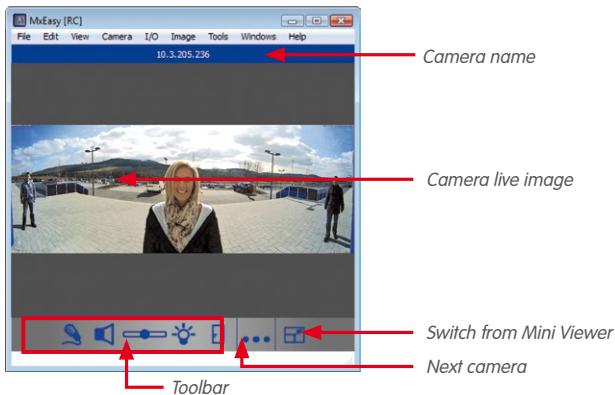 MxEasy [RC]
File Edit View Camera I/O Image Tools Windows Help
10.3.205.236
Camera name
Camera live image
Switch from Mini Viewer
Next camera
Toolbar